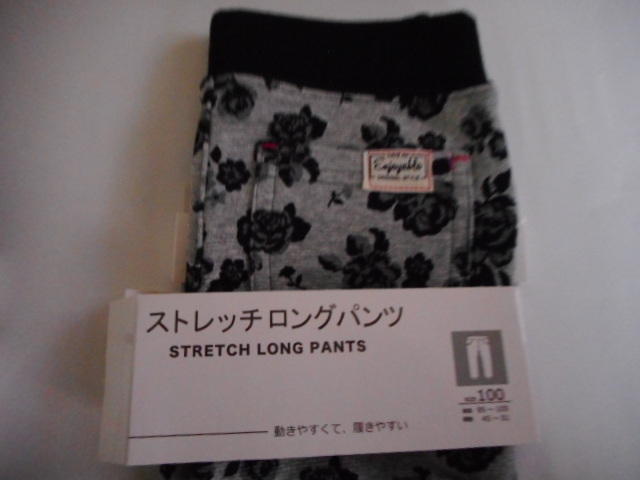 Enjoyable
ストレッチロングパンツ
STRETCH LONG PANTS
SIZE 100
動きやすくて、履きやすい